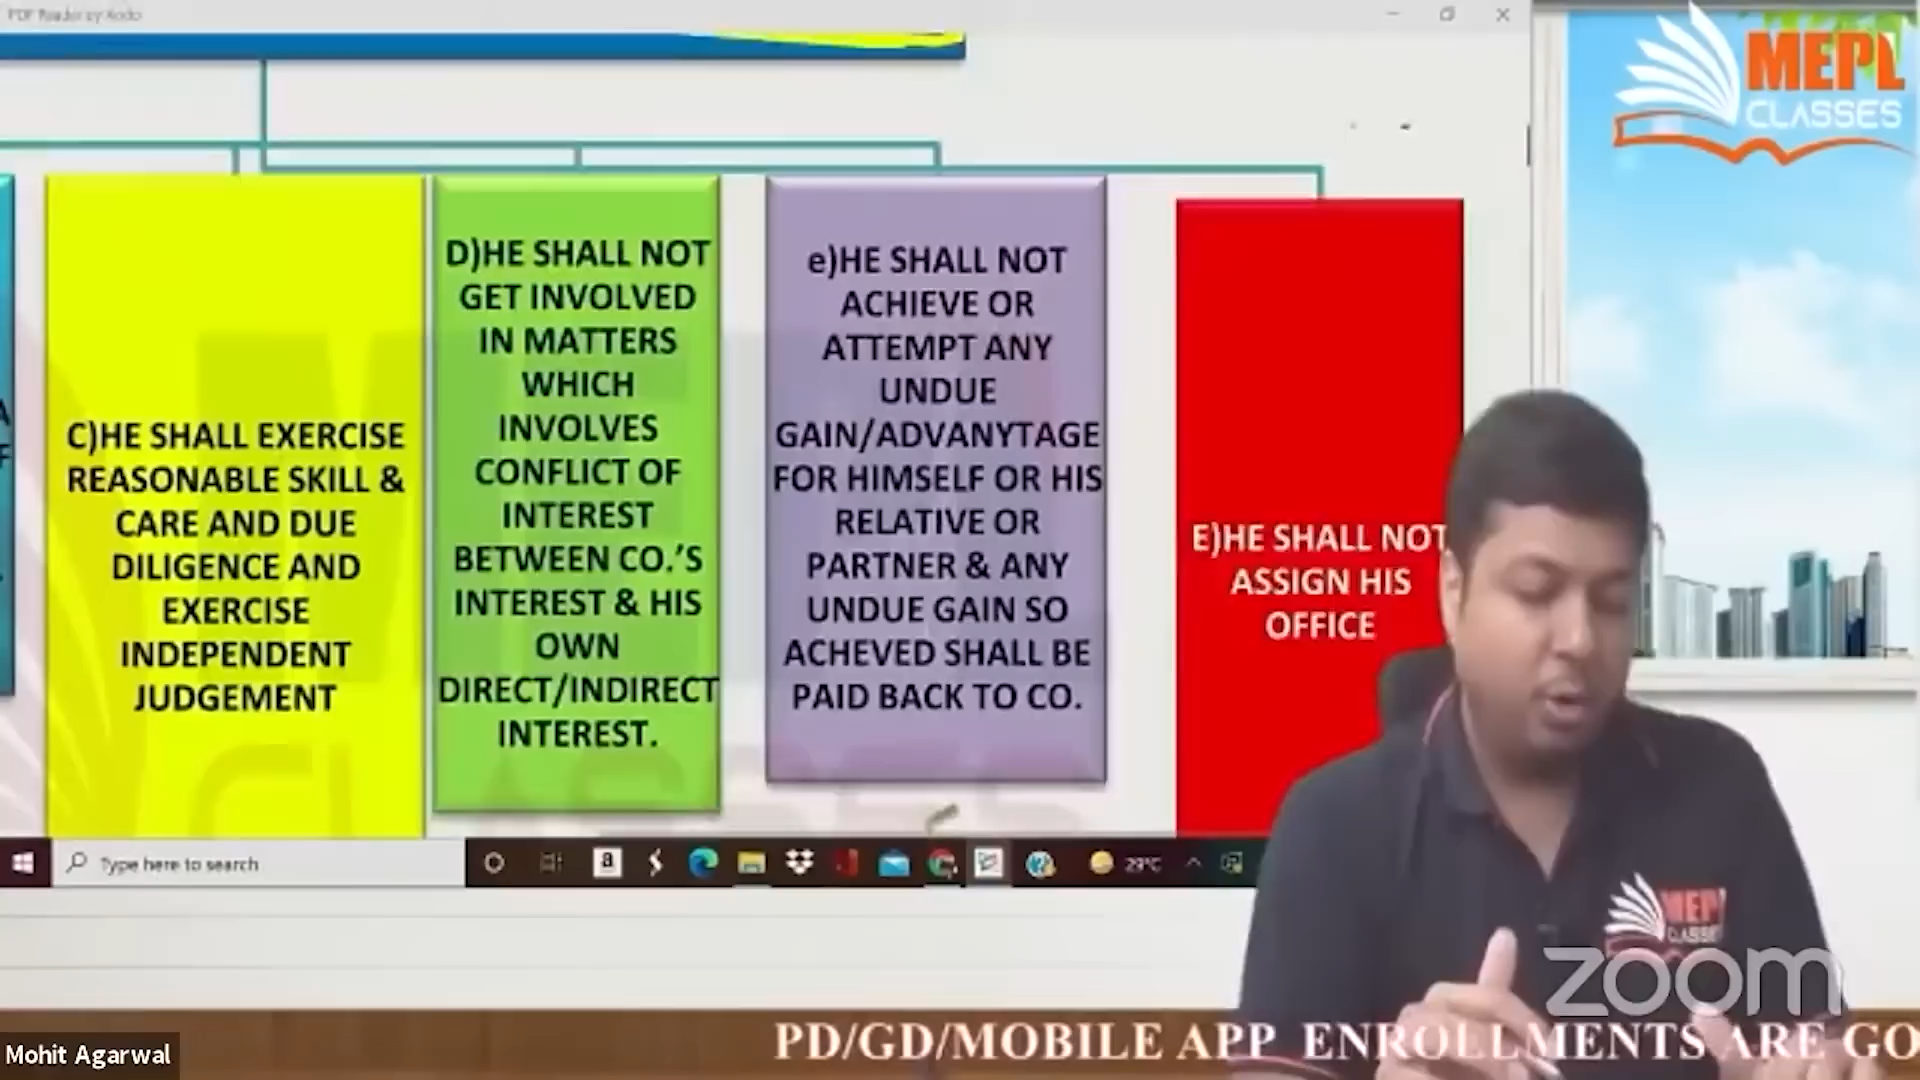 PDF Reader by Xodo
MEPL
CLASSES
C)HE SHALL EXERCISE
REASONABLE SKILL &
CARE AND DUE
DILIGENCE AND
EXERCISE
INDEPENDENT
JUDGEMENT
D)HE SHALL NOT
GET INVOLVED
IN MATTERS
WHICH
INVOLVES
CONFLICT OF
INTEREST
BETWEEN CO.'S
INTEREST & HIS
OWN
DIRECT/INDIRECT
INTEREST.
e)HE SHALL NOT
ACHIEVE OR
ATTEMPT ANY
UNDUE
GAIN/ADVANYTAGE
FOR HIMSELF OR HIS
RELATIVE OR
PARTNER & ANY
UNDUE GAIN SO
ACHEVED SHALL BE
PAID BACK TO CO.
E)HE SHALL NOT
ASSIGN HIS
OFFICE
Type here to search
29°C
MEPL
CLASSE
zoom
PD/GD/MOBILE APP ENROLLMENTS ARE GO
Mohit Agarwal